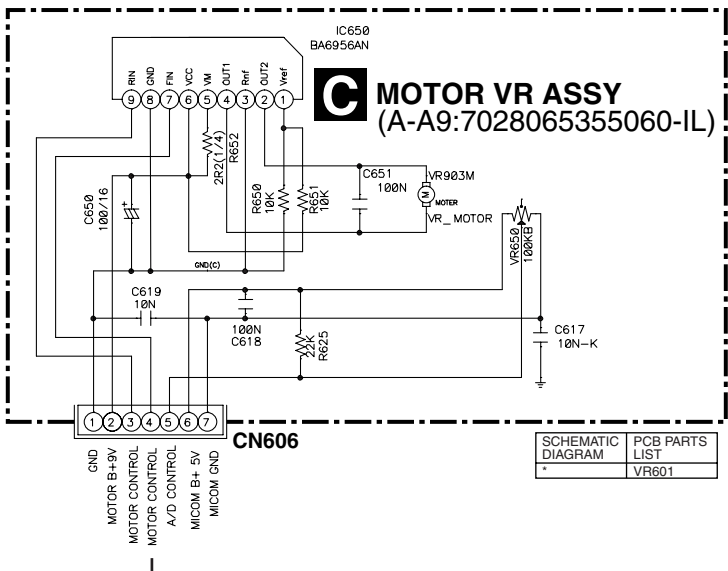 IC650
BA6956AN
RIN
GND
FIN
VCC
VM
OUT1
Rnf
OUT2
Vref
9
8
7
6
5
4
3
2
1
C MOTOR VR ASSY
(A-A9:7028065355060-IL)
2R2(1/4)
R652
C650
100/16
+
R650
10K
R651
10K
C651
100N
VR903M
M
MOTER
VR_MOTOR
VR650
100KB
GND(C)
C619
10N
100N
C618
22K
R625
C617
10N-K
1
2
3
4
5
6
7
CN606
GND
MOTOR B+9V
MOTOR CONTROL
MOTOR CONTROL
A/D CONTROL
MICOM B+ 5V
MICOM GND
SCHEMATIC DIAGRAM
PCB PARTS LIST
*
VR601